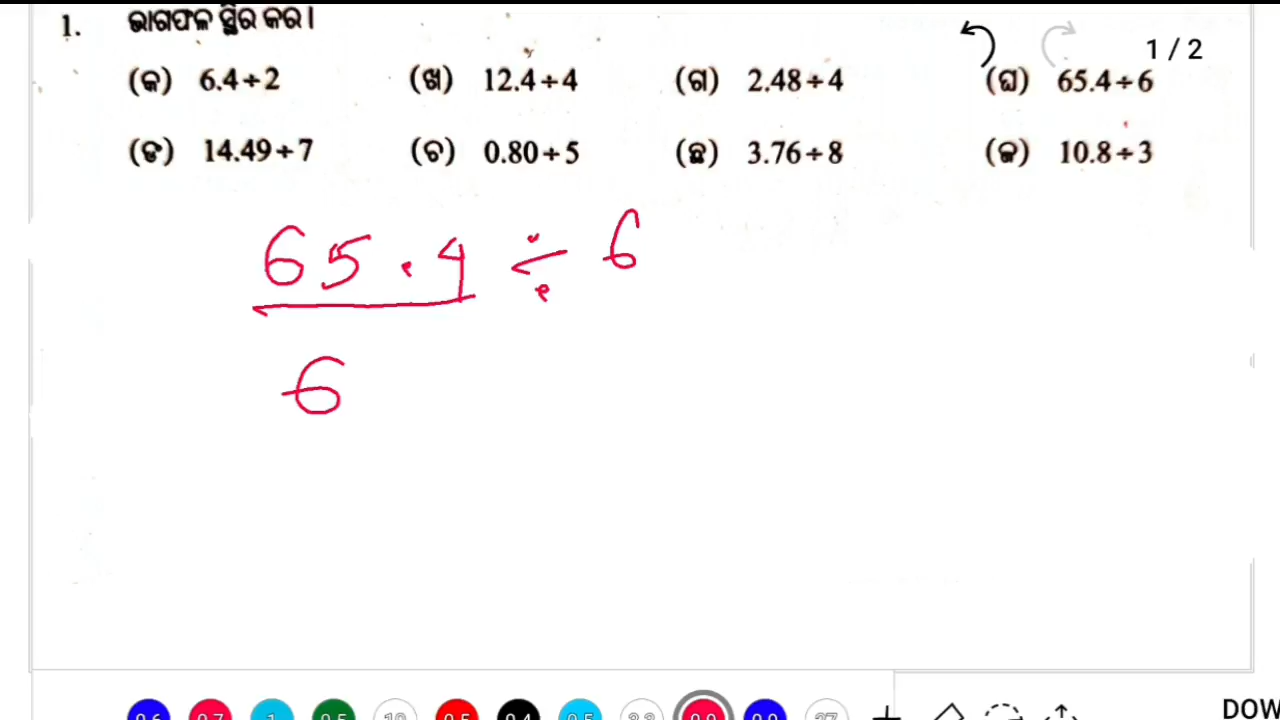 1. ଭାଗଫଳ ସ୍ଥିର କର।
1 / 2
(କ) 6.4÷2 (ଖ) 12.4÷4 (ଗ) 2.48÷4 (ଘ) 65.4÷6
(ଙ) 14.49÷7 (ଚ) 0.80÷5 (ଛ) 3.76÷8 (ଜ) 10.8÷3
65.4 ÷ 6
6
DOW